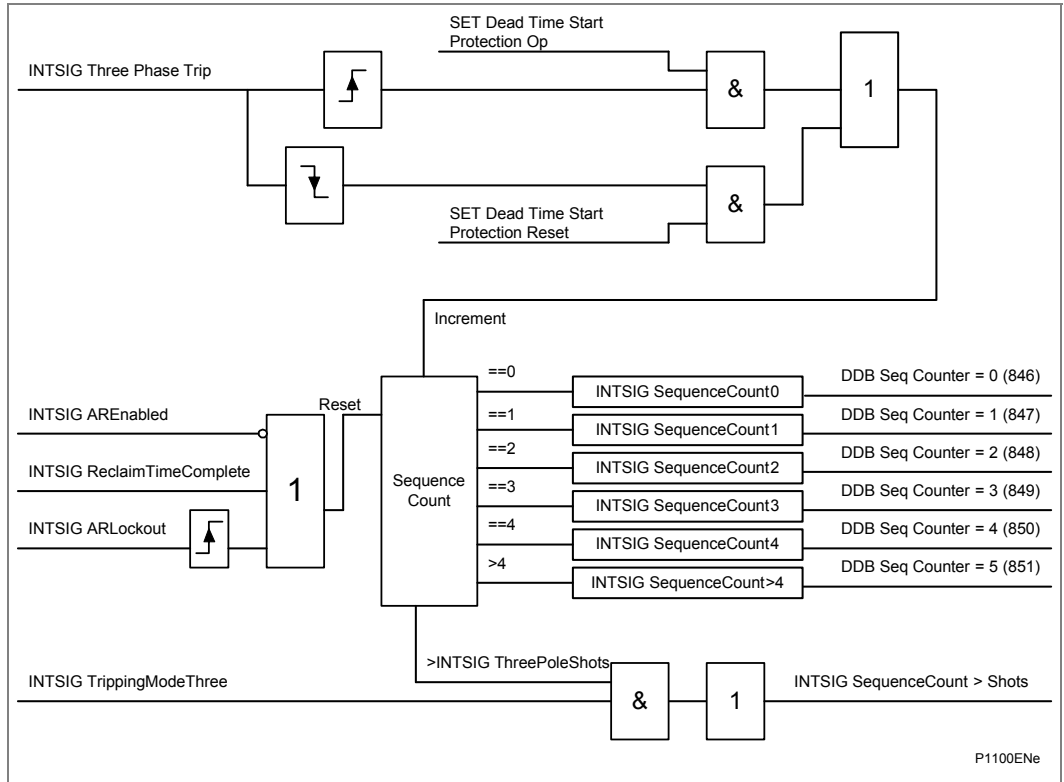 SET Dead Time Start
Protection Op
INTSIG Three Phase Trip
&
1
&
SET Dead Time Start
Protection Reset
Increment
==0
INTSIG SequenceCount0
DDB Seq Counter = 0 (846)
INTSIG AREnabled
Reset
==1
INTSIG SequenceCount1
DDB Seq Counter = 1 (847)
==2
INTSIG SequenceCount2
DDB Seq Counter = 2 (848)
INTSIG ReclaimTimeComplete
1
Sequence
Count
==3
INTSIG SequenceCount3
DDB Seq Counter = 3 (849)
INTSIG ARLockout
==4
INTSIG SequenceCount4
DDB Seq Counter = 4 (850)
>4
INTSIG SequenceCount>4
DDB Seq Counter = 5 (851)
>INTSIG ThreePoleShots
INTSIG TrippingModeThree
&
1
INTSIG SequenceCount > Shots
P1100ENe